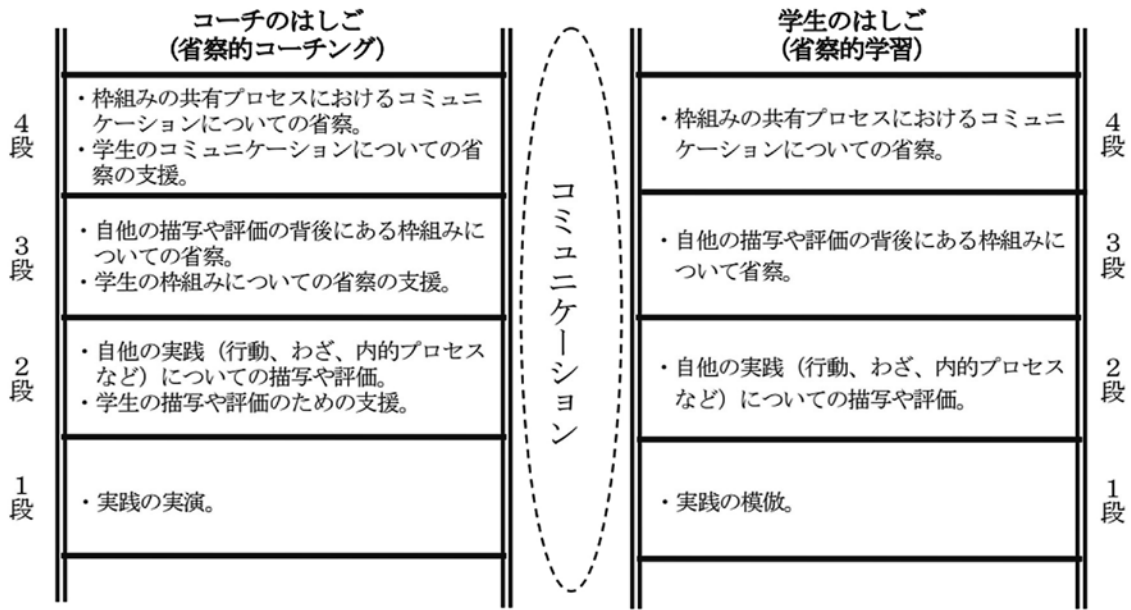 コーチのはしご
(省察的コーチング)
4段
・枠組みの共有プロセスにおけるコミュニ
ケーションについての省察。
・学生のコミュニケーションについての省
察の支援。
3段
・自他の描写や評価の背後にある枠組みに
ついての省察。
・学生の枠組みについての省察の支援。
2段
・自他の実践（行動、わざ、内的プロセス
など）についての描写や評価。
・学生の描写や評価のための支援。
1段
・実践の実演。
コミュニケーション
学生のはしご
(省察的学習)
・枠組みの共有プロセスにおけるコミュニ
ケーションについての省察。
4段
・自他の描写や評価の背後にある枠組みに
ついて省察。
3段
・自他の実践（行動、わざ、内的プロセス
など）についての描写や評価。
2段
・実践の模倣。
1段